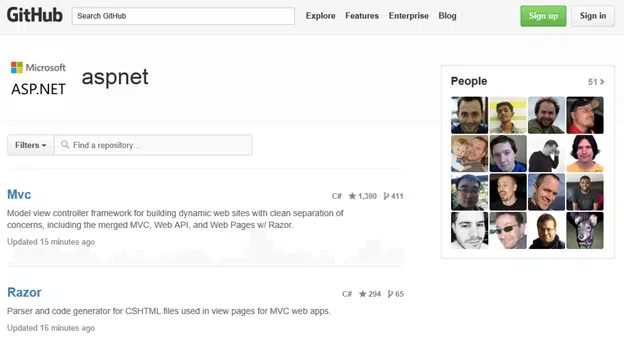 GitHub Search GitHub Explore Features Enterprise Blog Sign up Sign in
Microsoft
ASP.NET
aspnet
People 51
Filters Find a repository...
Mvc C# 1,390 411
Model view controller framework for building dynamic web sites with clean separation of
concerns, including the merged MVC, Web API, and Web Pages w/ Razor.
Updated 15 minutes ago
Razor C# 294 65
Parser and code generator for CSHTML files used in view pages for MVC web apps.
Updated 16 minutes ago